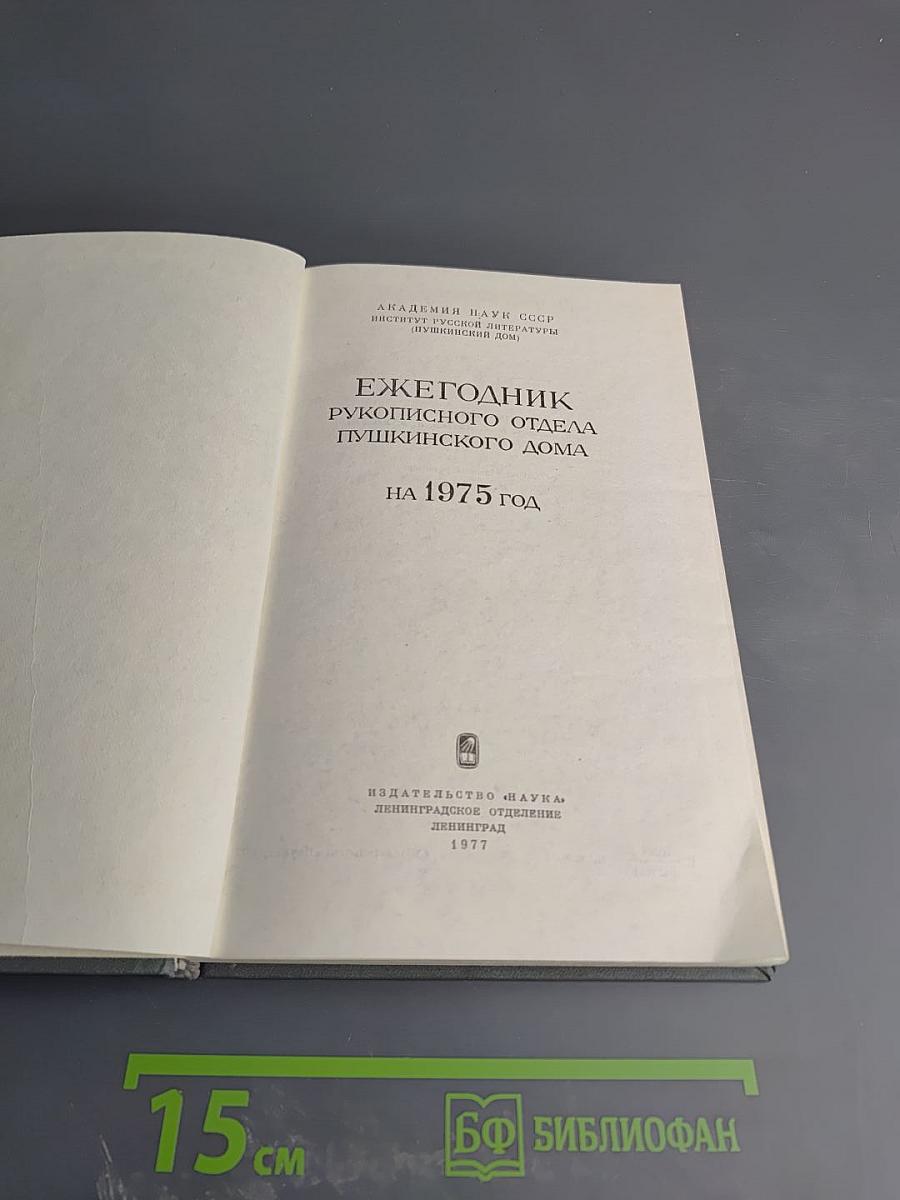 АКАДЕМИЯ НАУК СССР
ИНСТИТУТ РУССКОЙ ЛИТЕРАТУРЫ
(ПУШКИНСКИЙ ДОМ)
ЕЖЕГОДНИК
РУКОПИСНОГО ОТДЕЛА
ПУШКИНСКОГО ДОМА
НА 1975 ГОД
ИЗДАТЕЛЬСТВО «НАУКА»
ЛЕНИНГРАДСКОЕ ОТДЕЛЕНИЕ
ЛЕНИНГРАД
1977
15 см
БФ БИБЛИОФАН